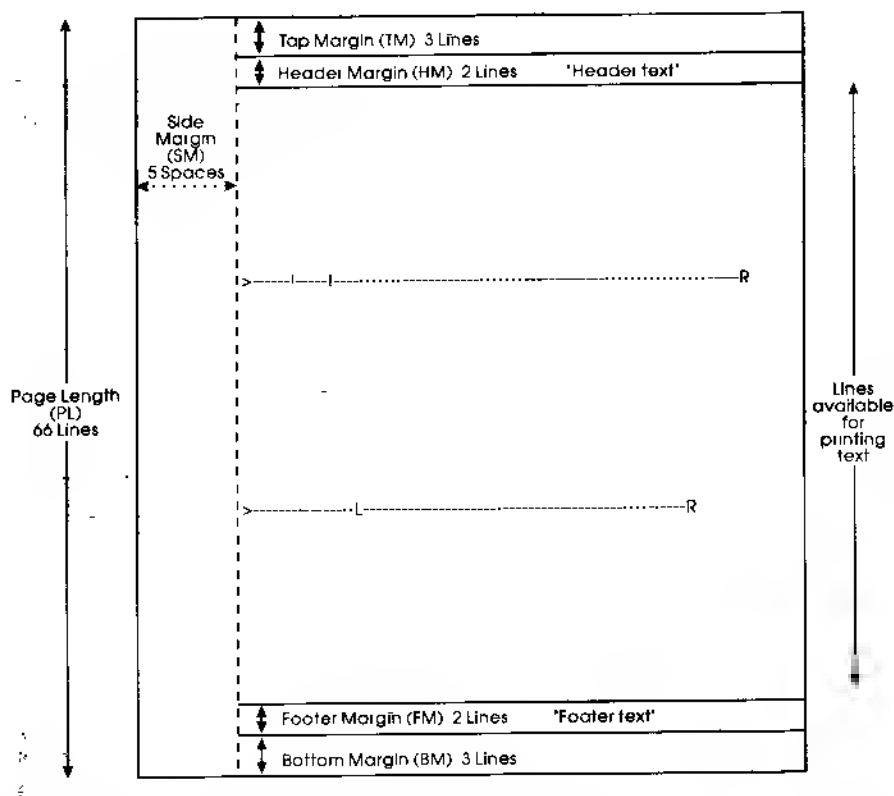 Tap Margin (TM) 3 Lines
Header Margin (HM) 2 Lines "Header text"
Side
Margin
(SM)
5 Spaces
>------I----I------------------------------------------R
Page Length
(PL)
66 Lines
Lines
available
for
printing
text
>------------L----------------------------------R
Footer Margin (FM) 2 Lines "Footer text"
Bottom Margin (BM) 3 Lines